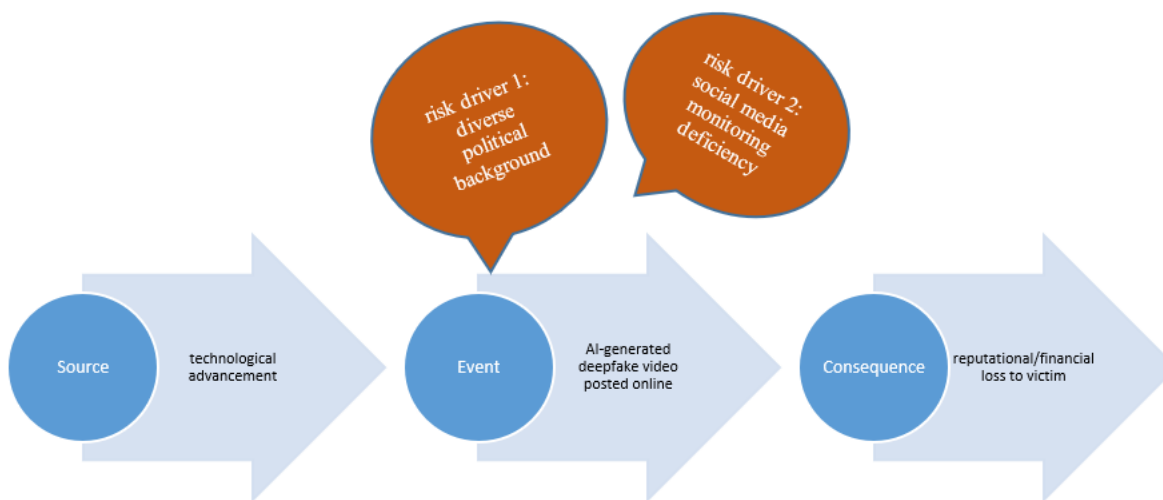 risk driver 1:
diverse
political
background
risk driver 2:
social media
monitoring
deficiency
Source
technological
advancement
Event
AI-generated
deepfake video
posted online
Consequence
reputational/financial
loss to victim